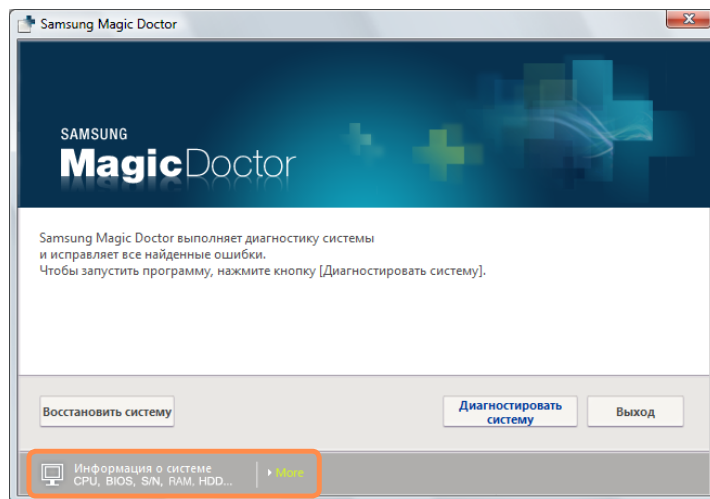 Samsung Magic Doctor
SAMSUNG
MagicDoctor
Samsung Magic Doctor выполняет диагностику системы
и исправляет все найденные ошибки.
Чтобы запустить программу, нажмите кнопку [Диагностировать систему].
Восстановить систему
Диагностировать
систему
Выход
Информация о системе
CPU, BIOS, S/N, RAM, HDD...
More